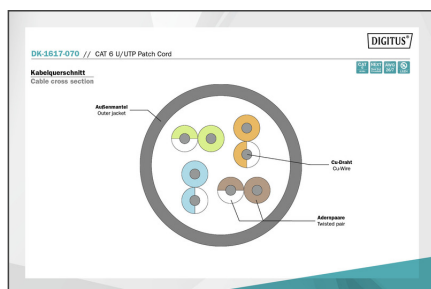 DIGITUS®
DK-1617-070 // CAT 6 U/UTP Patch Cord
Kabelquerschnitt
Cable cross section
Außenmantel
Outer jacket
Cu-Draht
Cu-Wire
Aderspaare
Twisted pair